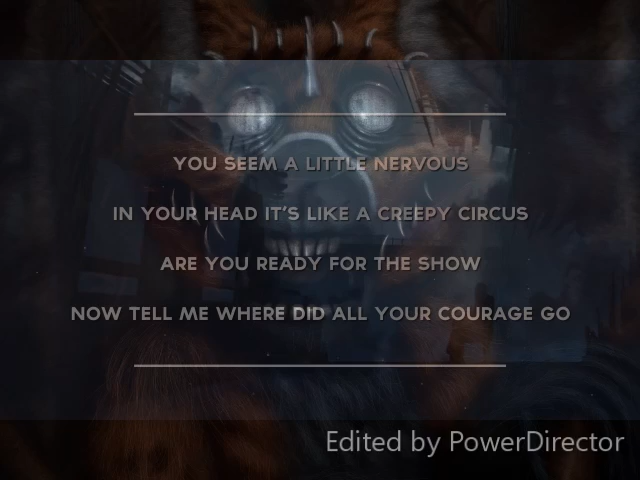 YOU SEEM A LITTLE NERVOUS
IN YOUR HEAD IT'S LIKE A CREEPY CIRCUS
ARE YOU READY FOR THE SHOW
NOW TELL ME WHERE DID ALL YOUR COURAGE GO
Edited by PowerDirector